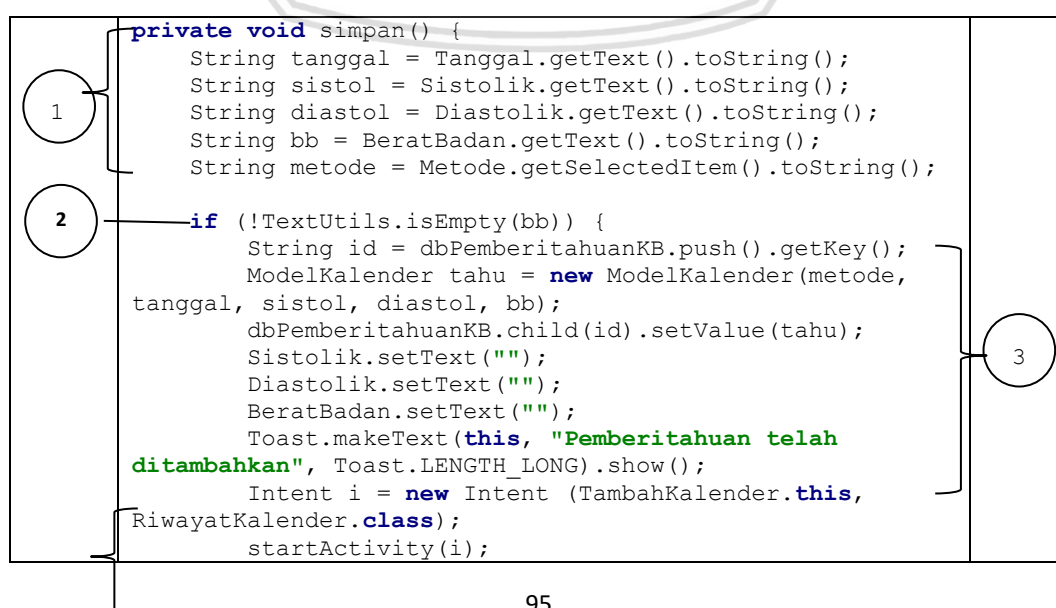 private void simpan() {
String tanggal = Tanggal.getText().toString();
String sistol = Sistolik.getText().toString();
String diastol = Diastolik.getText().toString();
1
String bb = BeratBadan.getText().toString();
String metode = Metode.getSelectedItem().toString();
2
if (!TextUtils.isEmpty(bb)) {
String id = dbPemberitahuanKB.push().getKey();
ModelKalender tahu = new ModelKalender(metode,
tanggal, sistol, diastol, bb);
dbPemberitahuanKB.child(id).setValue(tahu);
Sistolik.setText("");
3
Diastolik.setText("");
BeratBadan.setText("");
Toast.makeText(this, "Pemberitahuan telah
ditambahkan", Toast.LENGTH_LONG).show();
Intent i = new Intent (TambahKalender.this,
RiwayatKalender.class);
startActivity(i);
95